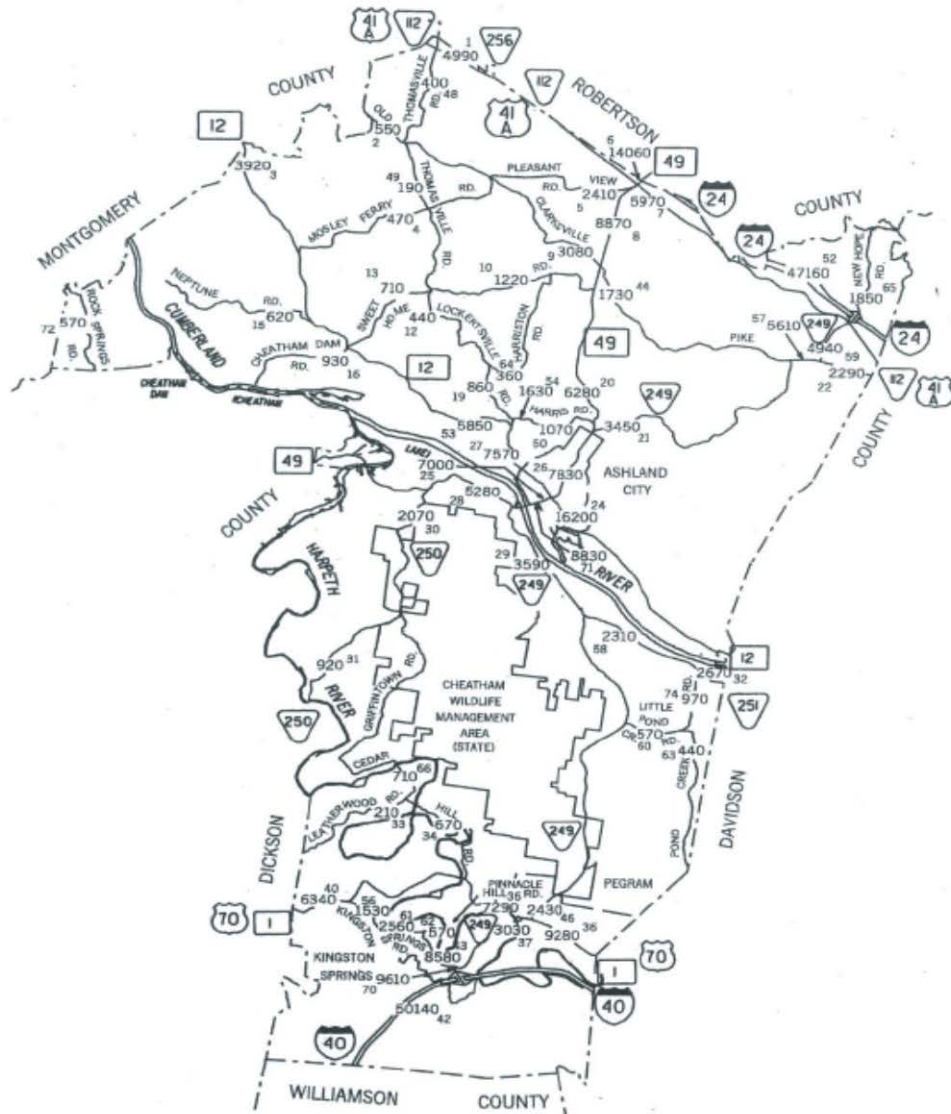 41
A
112
1
4990
256
400
48
THOMASVILLE
RD.
OLD
550
2
COUNTY
112
41
A
ROBERTSON
12
3920
3
6
14060
49
5970
7
24
PLEASANT
VIEW
RD.
2410
5
8870
8
49
190
THOMASVILLE
RD.
MOSLEY FERRY
RD.
470
4
CLARKSVILLE
3080
9
COUNTY
24
52
47160
NEW HOPE
RD.
65
1850
MONTGOMERY
NEPTUNE
RD.
15
620
13
710
10
1220
RD.
1730
44
SWEET
HOME
12
440
LOCKERTSVILLE
HARRISTON
RD.
PIKE
57
5610
249
4940
59
2290
22
24
112
41
A
COUNTY
72
570
ROCK SPRINGS
RD.
CUMBERLAND
CHEATHAM DAM
RD.
930
16
12
64
360
860
19
54
1630
49
6280
20
249
CHEATHAM
DAM
(CHEATHAM
LAKE)
5850
53
HARRIS RD.
1070
50
3450
21
27
7570
26
7830
ASHLAND
CITY
49
7000
25
5280
28
16200
24
COUNTY
2070
30
250
29
3590
249
8830
71
RIVER
HARPETH
RIVER
920
31
GRIFFINTOWN
RD.
2310
58
12
2670
32
RD.
74
970
251
CHEATHAM
WILDLIFE
MANAGEMENT
AREA
(STATE)
LITTLE
POND
570
CR.
RD.
60
63
440
CREEK
POND
250
CEDAR
710
66
HILL
RD.
LEATHERWOOD
RD.
210
33
34
670
249
DAVIDSON
DICKSON
PINNACLE
HILL RD.
PEGRAM
70
1
40
6340
56
1530
KINGSTON
SPRINGS
RD.
61
2560
62
570
249
7290
2430
46
36
3030
37
9280
8580
KINGSTON
SPRINGS
9610
70
70
1
40
50140
42
40
WILLIAMSON
COUNTY